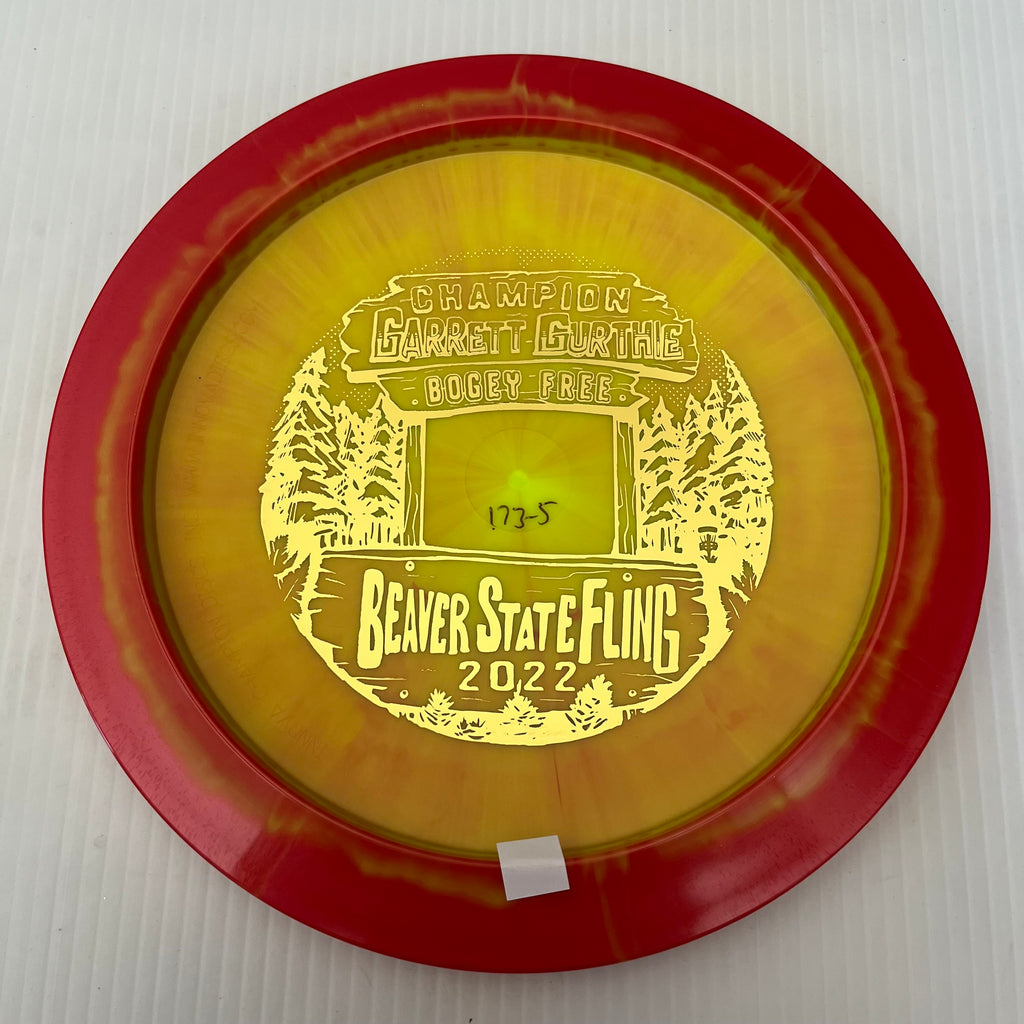 CHAMPION
GARRETT GURTHIE
BOGEY FREE
173-5
BEAVER STATE FLING
2022